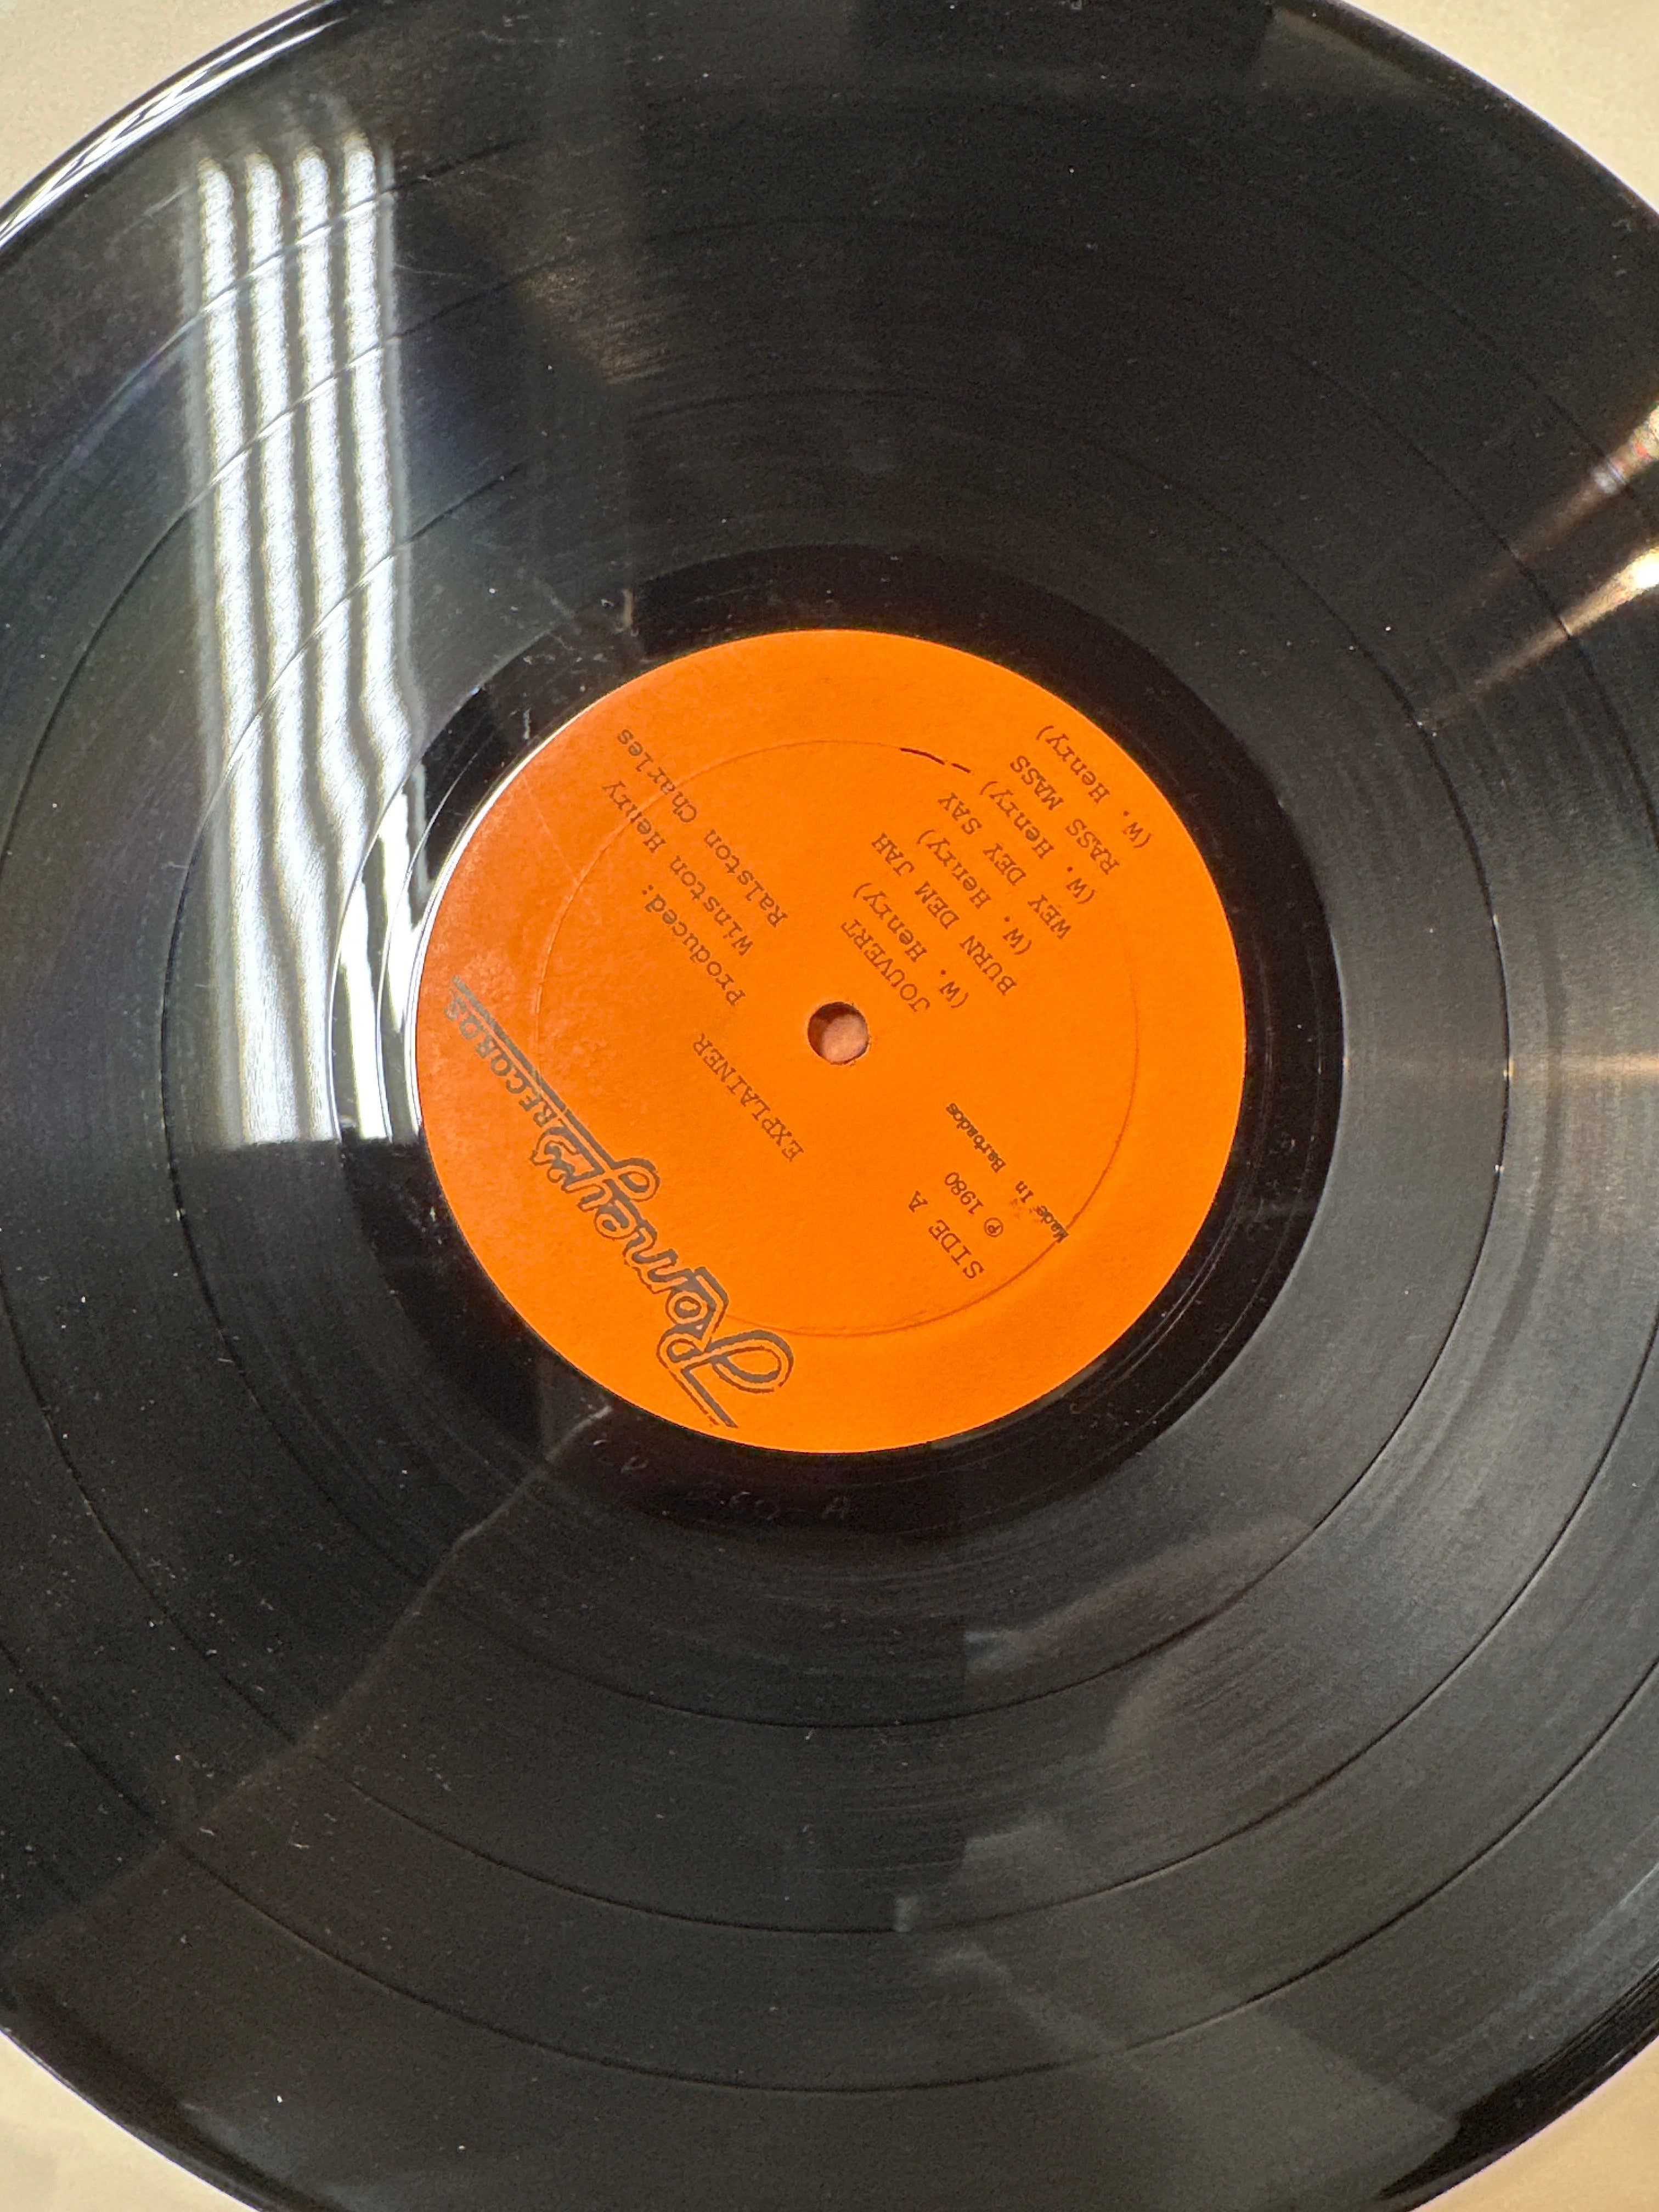 Romeyrs RECORDS
EXPLAINER
Produced:
Winston Henry
Ralston Charles
SIDE A
℗ 1980
Made In Barbados
JOUVERT
(W. Henry)
BURN DEM JAH
(W. Henry)
WEY DEY SAY
(W. Henry)
RASS MASS
(W. Henry)
A